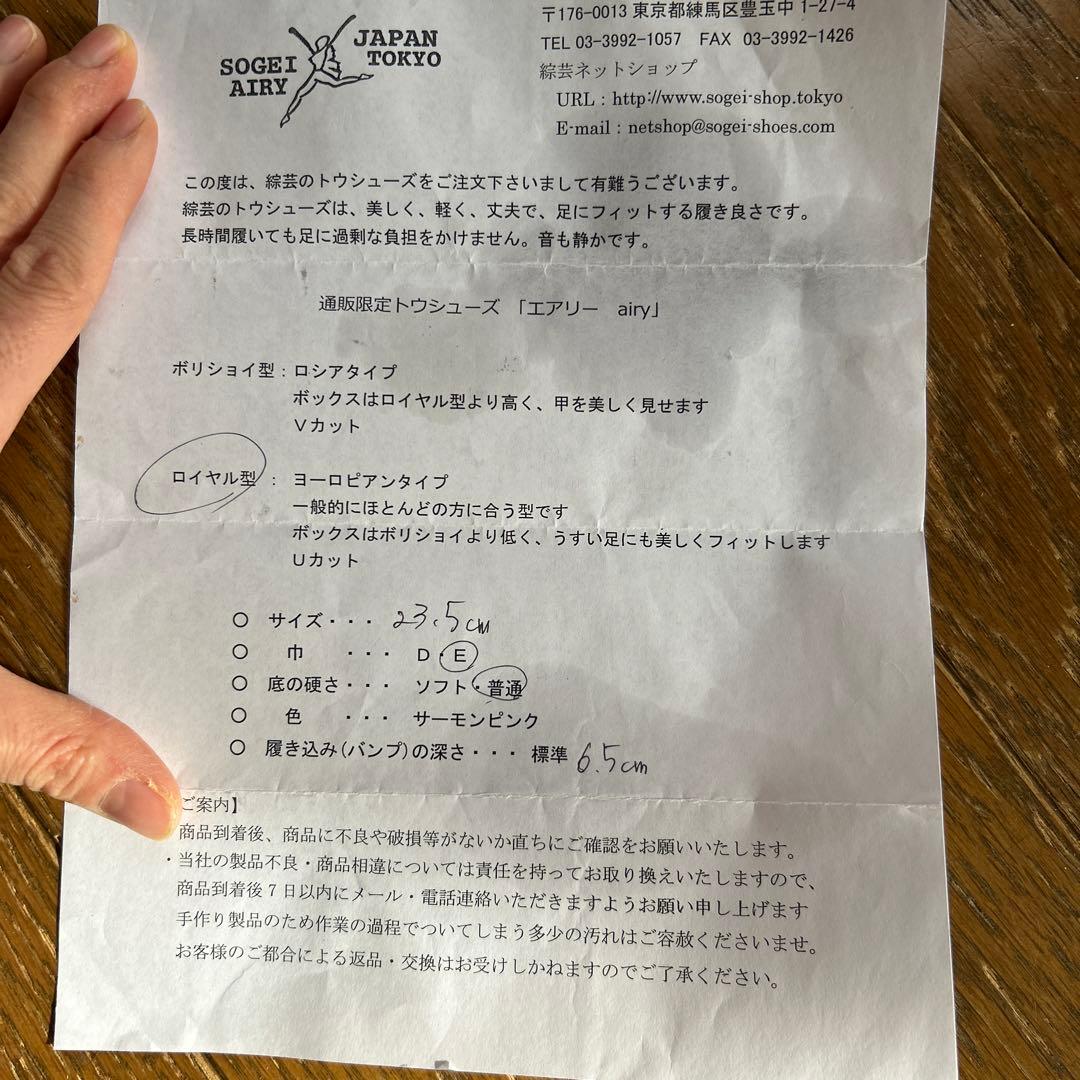 SOGEI AIRY
JAPAN TOKYO
〒176-0013 東京都練馬区豊玉中 1-27-4
TEL 03-3992-1057 FAX 03-3992-1426
綜芸ネットショップ
URL : http://www.sogei-shop.tokyo
E-mail : netshop@sogei-shoes.com
この度は、綜芸のトウシューズをご注文下さいまして有難うございます。
綜芸のトウシューズは、美しく、軽く、丈夫で、足にフィットする履き良さです。
長時間履いても足に過剰な負担をかけません。音も静かです。
通販限定トウシューズ 「エアリー airy」
ボリショイ型：ロシアタイプ
ボックスはロイヤル型より高く、甲を美しく見せます
Vカット
ロイヤル型 ： ヨーロピアンタイプ
一般的にほとんどの方に合う型です
ボックスはボリショイより低く、うすい足にも美しくフィットします
Uカット
○ サイズ・・・ 23.5cm
○ 巾 ・・・ D・E
○ 底の硬さ・・・ ソフト・普通
○ 色 ・・・ サーモンピンク
○ 履き込み(バンプ)の深さ・・・ 標準 6.5cm
ご案内】
商品到着後、商品に不良や破損等がないか直ちにご確認をお願いいたします。
・当社の製品不良・商品相違については責任を持ってお取り換えいたしますので、
商品到着後７日以内にメール・電話連絡いただきますようお願い申し上げます
手作り製品のため作業の過程でついてしまう多少の汚れはご容赦くださいませ。
お客様のご都合による返品・交換はお受けしかねますのでご了承ください。